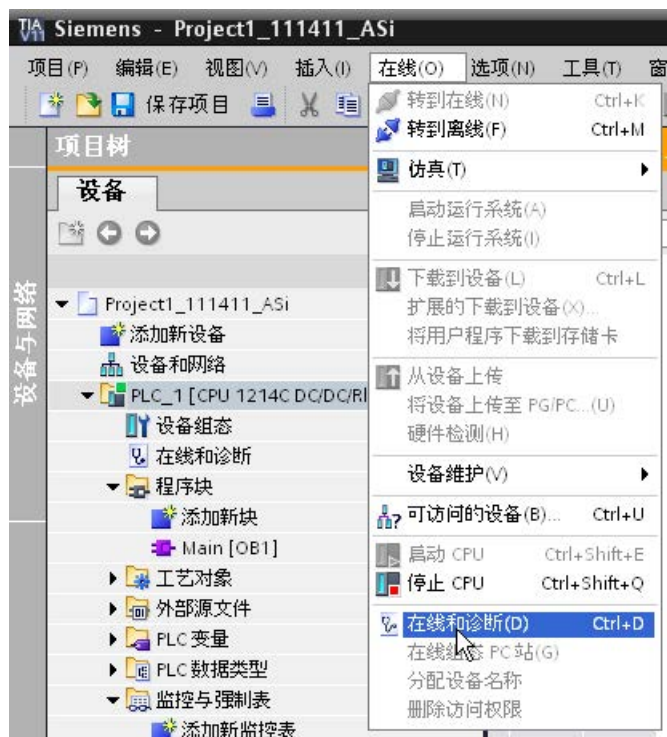 TIA V11 Siemens - Project1_111411_ASi
项目(P) 编辑(E) 视图(V) 插入(I) 在线(O) 选项(N) 工具(T) 窗
保存项目
项目树
设备
设备与网络
Project1_111411_ASi
添加新设备
设备和网络
PLC_1 [CPU 1214C DC/DC/Rl
设备组态
在线和诊断
程序块
添加新块
Main [OB1]
工艺对象
外部源文件
PLC 变量
PLC 数据类型
监控与强制表
添加新监控表
转到在线(N) Ctrl+K
转到离线(F) Ctrl+M
仿真(T)
启动运行系统(A)
停止运行系统(I)
下载到设备(L) Ctrl+L
扩展的下载到设备(X)...
将用户程序下载到存储卡
从设备上传
将设备上传至 PG/PC...(U)
硬件检测(H)
设备维护(V)
可访问的设备(B)... Ctrl+U
启动 CPU Ctrl+Shift+E
停止 CPU Ctrl+Shift+Q
在线和诊断(D) Ctrl+D
在线组态 PC 站(G)
分配设备名称
删除访问权限